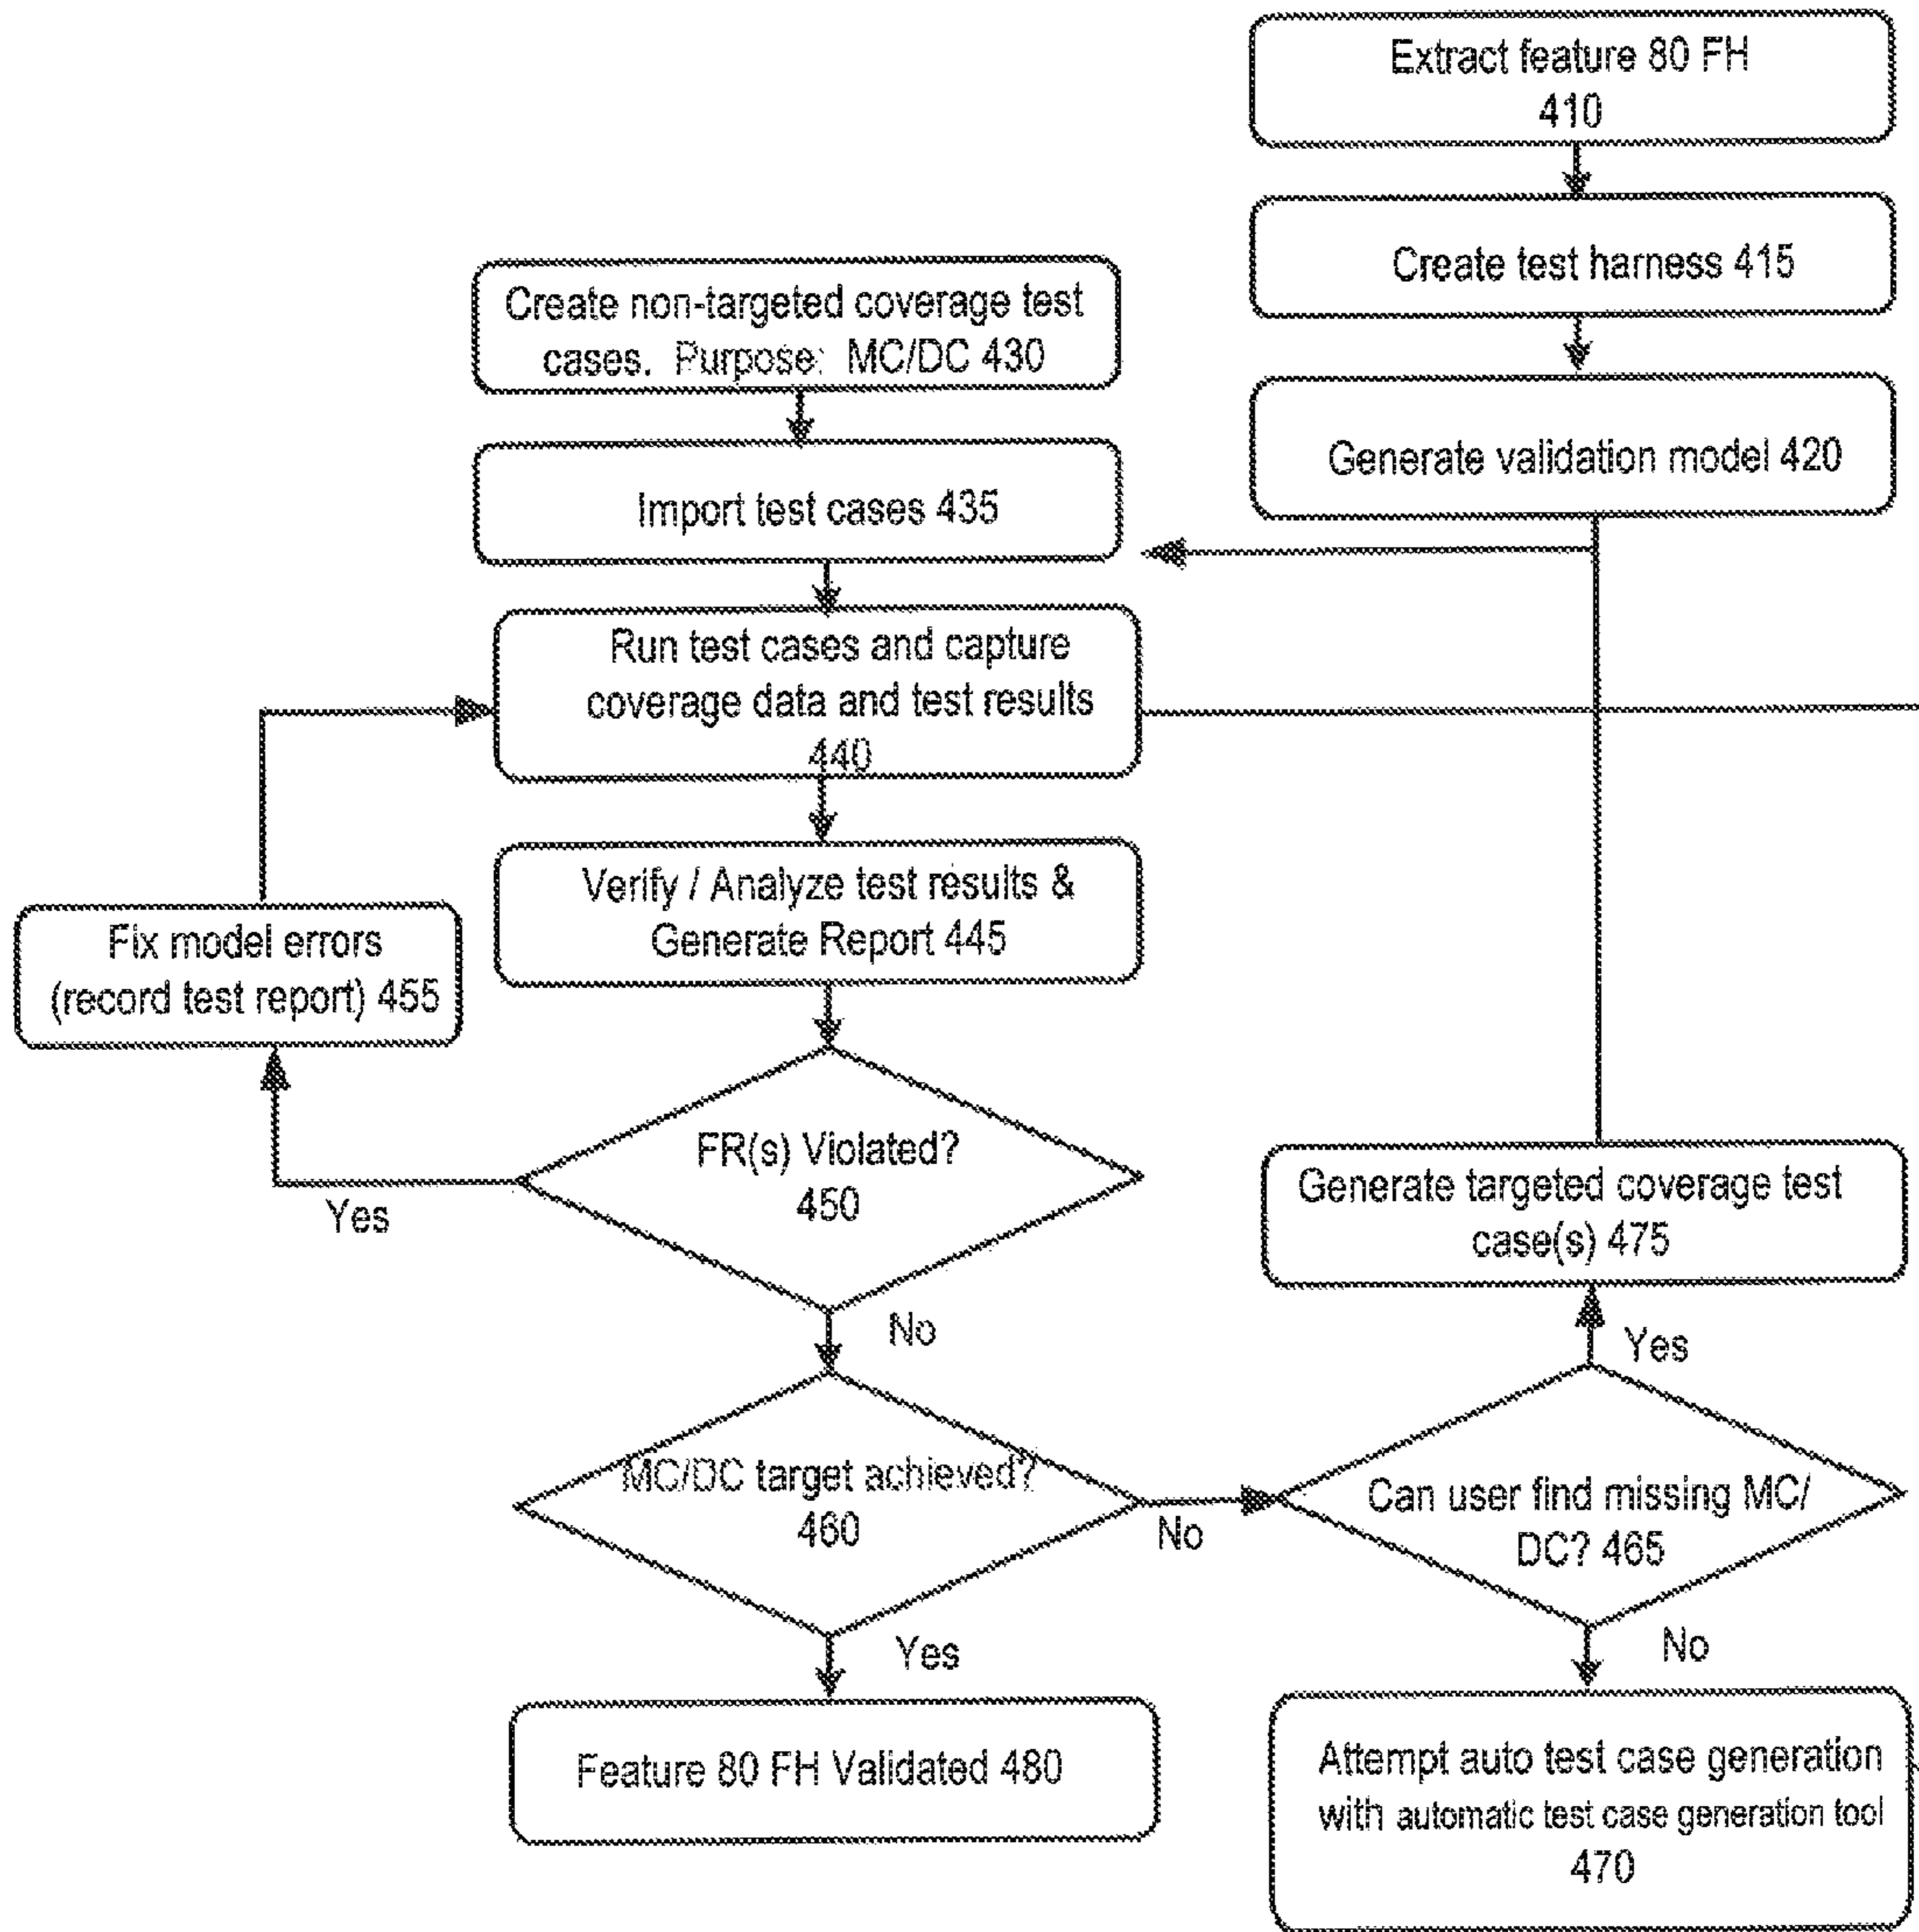 Extract feature 80 FH
410
Create test harness 415
Generate validation model 420
Create non-targeted coverage test
cases. Purpose: MC/DC 430
Import test cases 435
Run test cases and capture
coverage data and test results
440
Verify / Analyze test results &
Generate Report 445
Fix model errors
(record test report) 455
FR(s) Violated?
450
Yes
No
MC/DC target achieved?
460
No
Yes
Feature 80 FH Validated 480
Generate targeted coverage test
case(s) 475
Yes
Can user find missing MC/
DC? 465
No
Attempt auto test case generation
with automatic test case generation tool
470